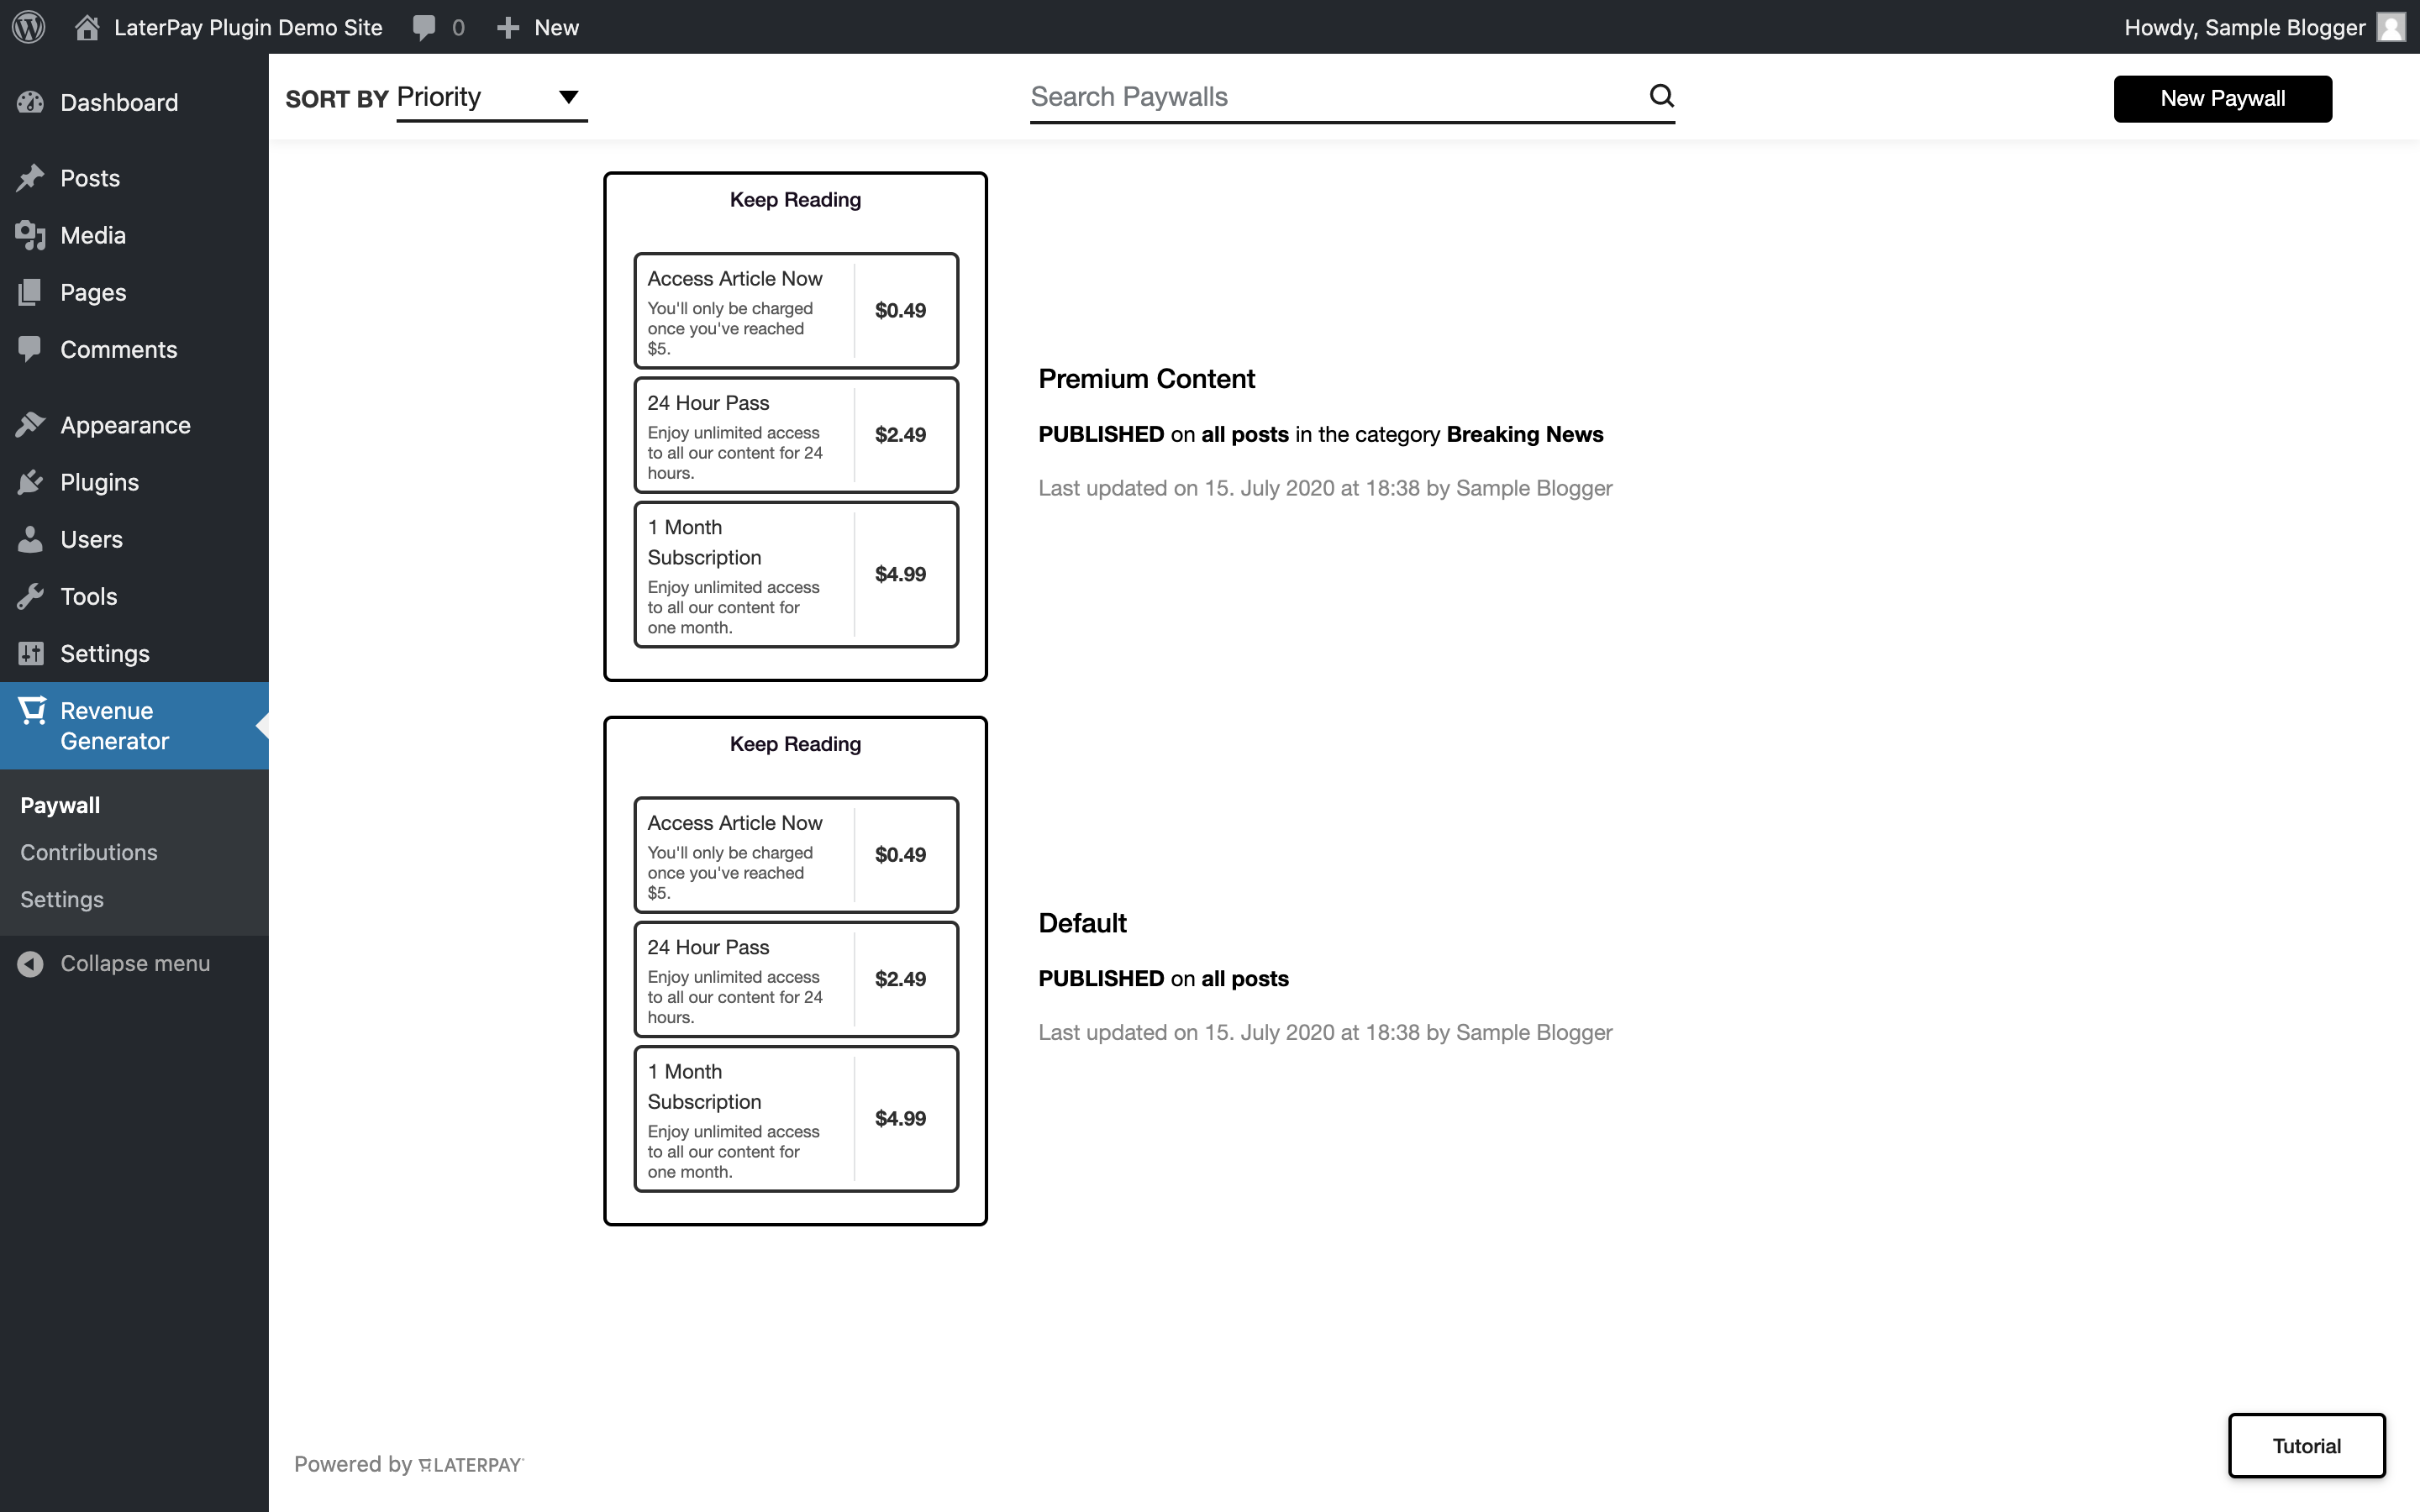 LaterPay Plugin Demo Site 0 New Howdy, Sample Blogger
Dashboard
Posts
Media
Pages
Comments
Appearance
Plugins
Users
Tools
Settings
Revenue
Generator
Paywall
Contributions
Settings
Collapse menu
SORT BY Priority Search Paywalls New Paywall
Keep Reading
Access Article Now
You'll only be charged
once you've reached
$5.
$0.49
24 Hour Pass
Enjoy unlimited access
to all our content for 24
hours.
$2.49
1 Month
Subscription
Enjoy unlimited access
to all our content for
one month.
$4.99
Premium Content
PUBLISHED on all posts in the category Breaking News
Last updated on 15. July 2020 at 18:38 by Sample Blogger
Keep Reading
Access Article Now
You'll only be charged
once you've reached
$5.
$0.49
24 Hour Pass
Enjoy unlimited access
to all our content for 24
hours.
$2.49
1 Month
Subscription
Enjoy unlimited access
to all our content for
one month.
$4.99
Default
PUBLISHED on all posts
Last updated on 15. July 2020 at 18:38 by Sample Blogger
Powered by LATERPAY
Tutorial